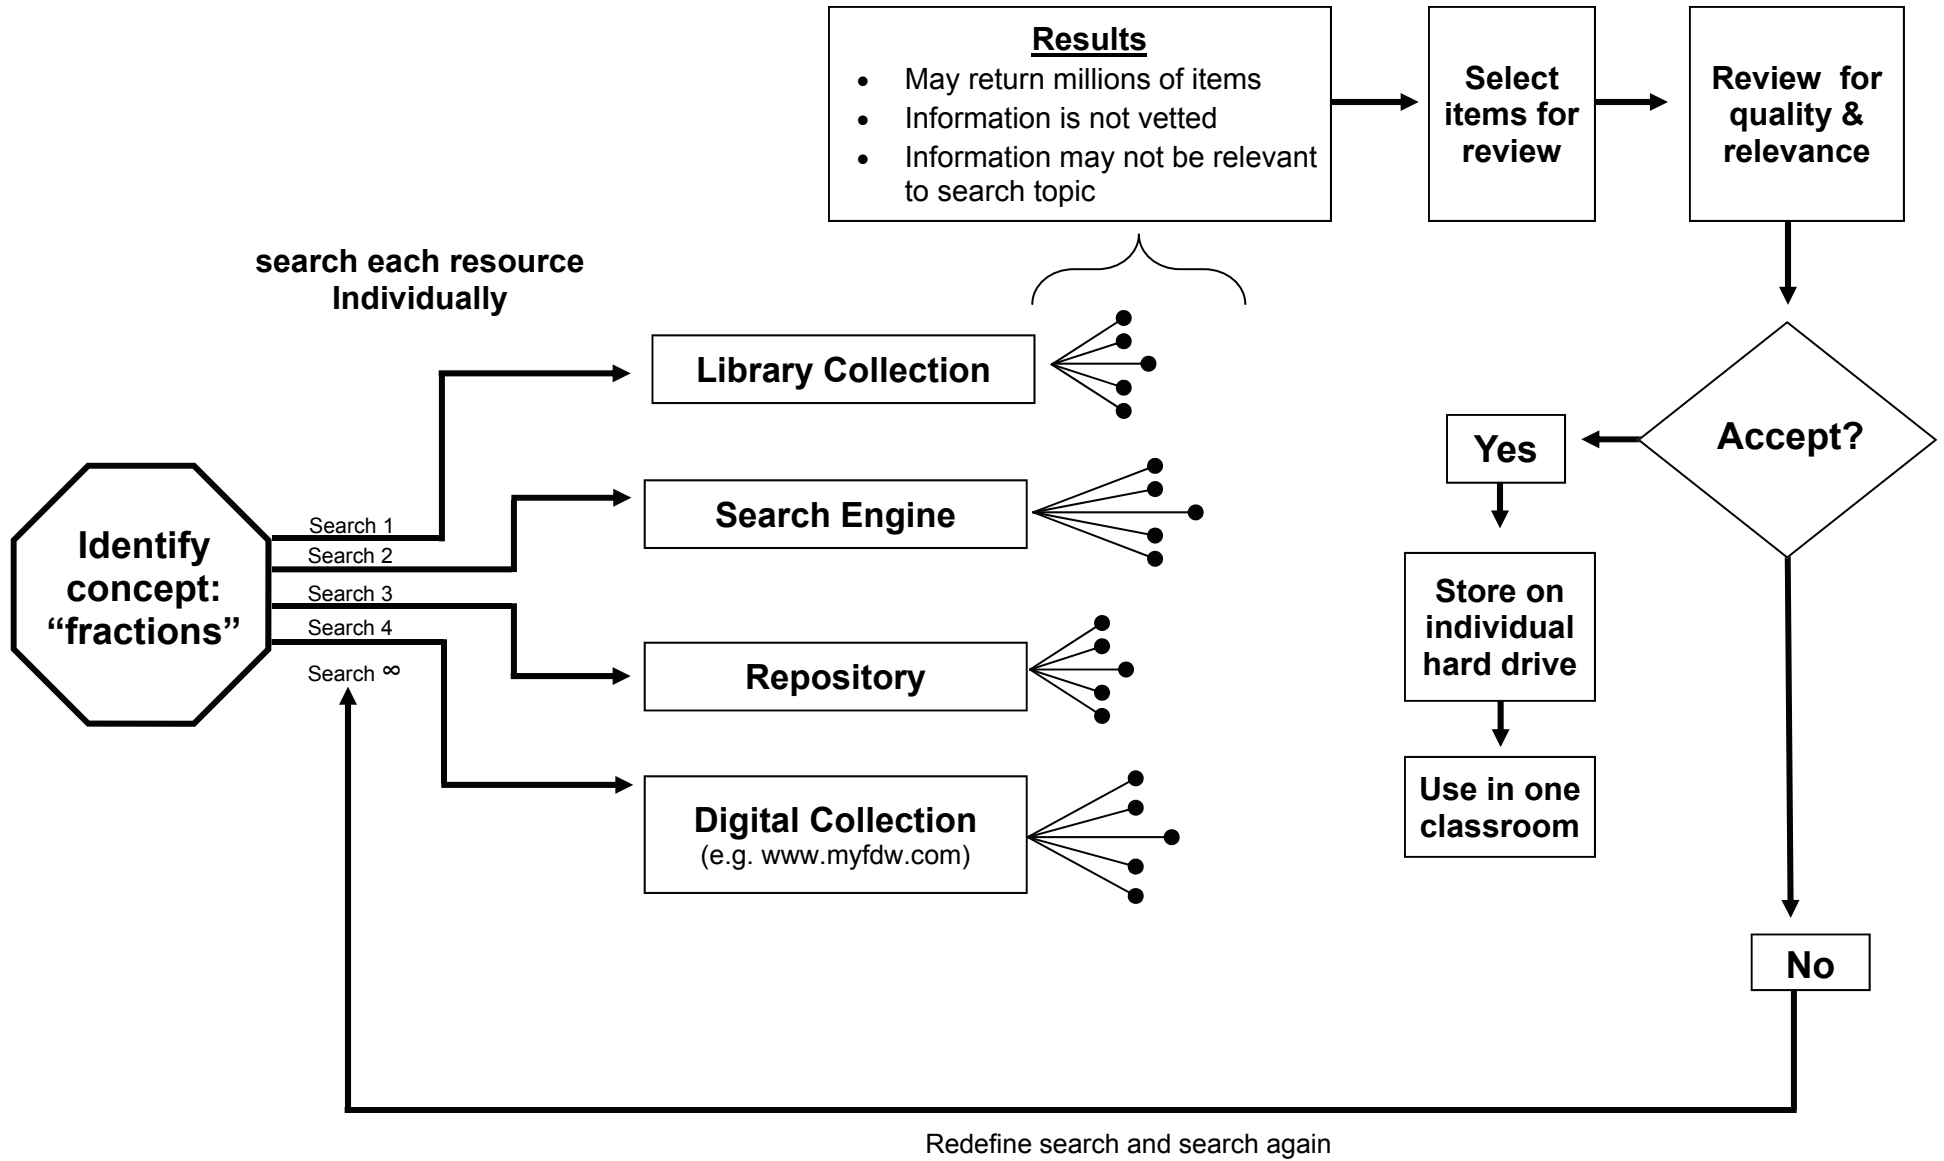 Results
• May return millions of items
• Information is not vetted
• Information may not be relevant
to search topic
Select
items for
review
Review for
quality &
relevance
search each resource
Individually
Library Collection
Search Engine
Repository
Digital Collection
(e.g. www.myfdw.com)
Identify
concept:
“fractions”
Search 1
Search 2
Search 3
Search 4
Search ∞
Accept?
Yes
Store on
individual
hard drive
Use in one
classroom
No
Redefine search and search again